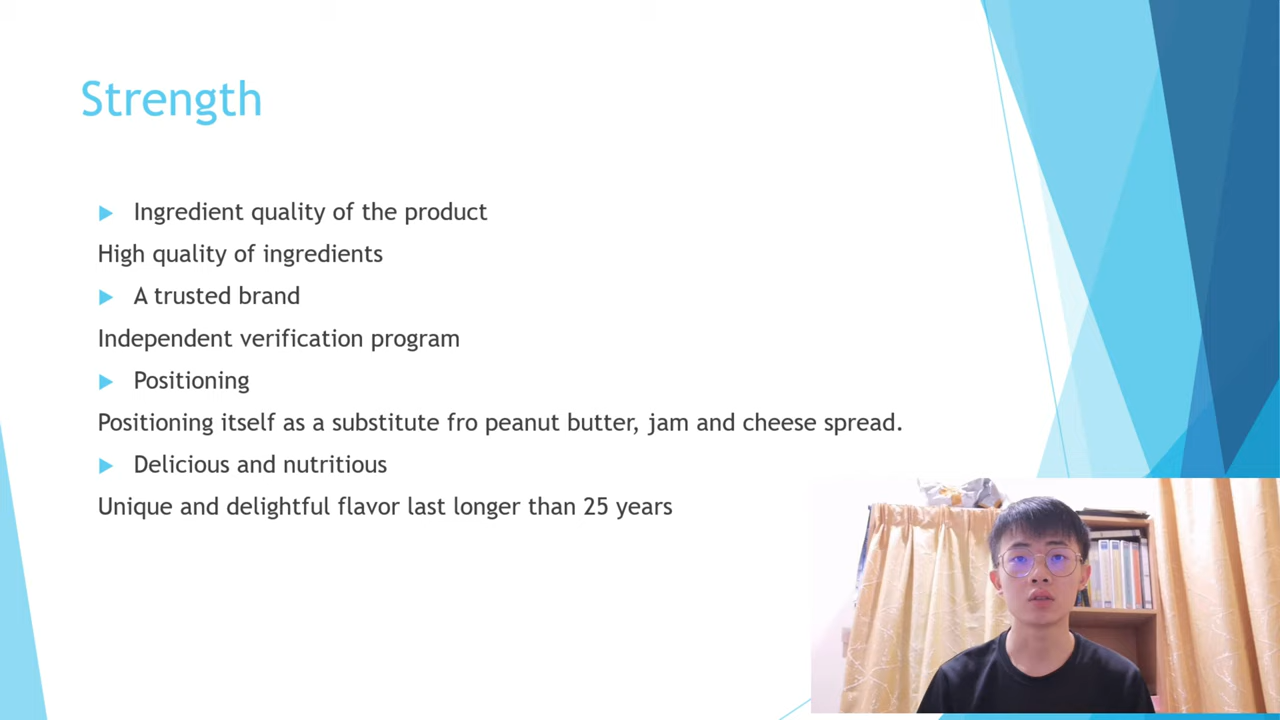 Strength
Ingredient quality of the product
High quality of ingredients
A trusted brand
Independent verification program
Positioning
Positioning itself as a substitute fro peanut butter, jam and cheese spread.
Delicious and nutritious
Unique and delightful flavor last longer than 25 years